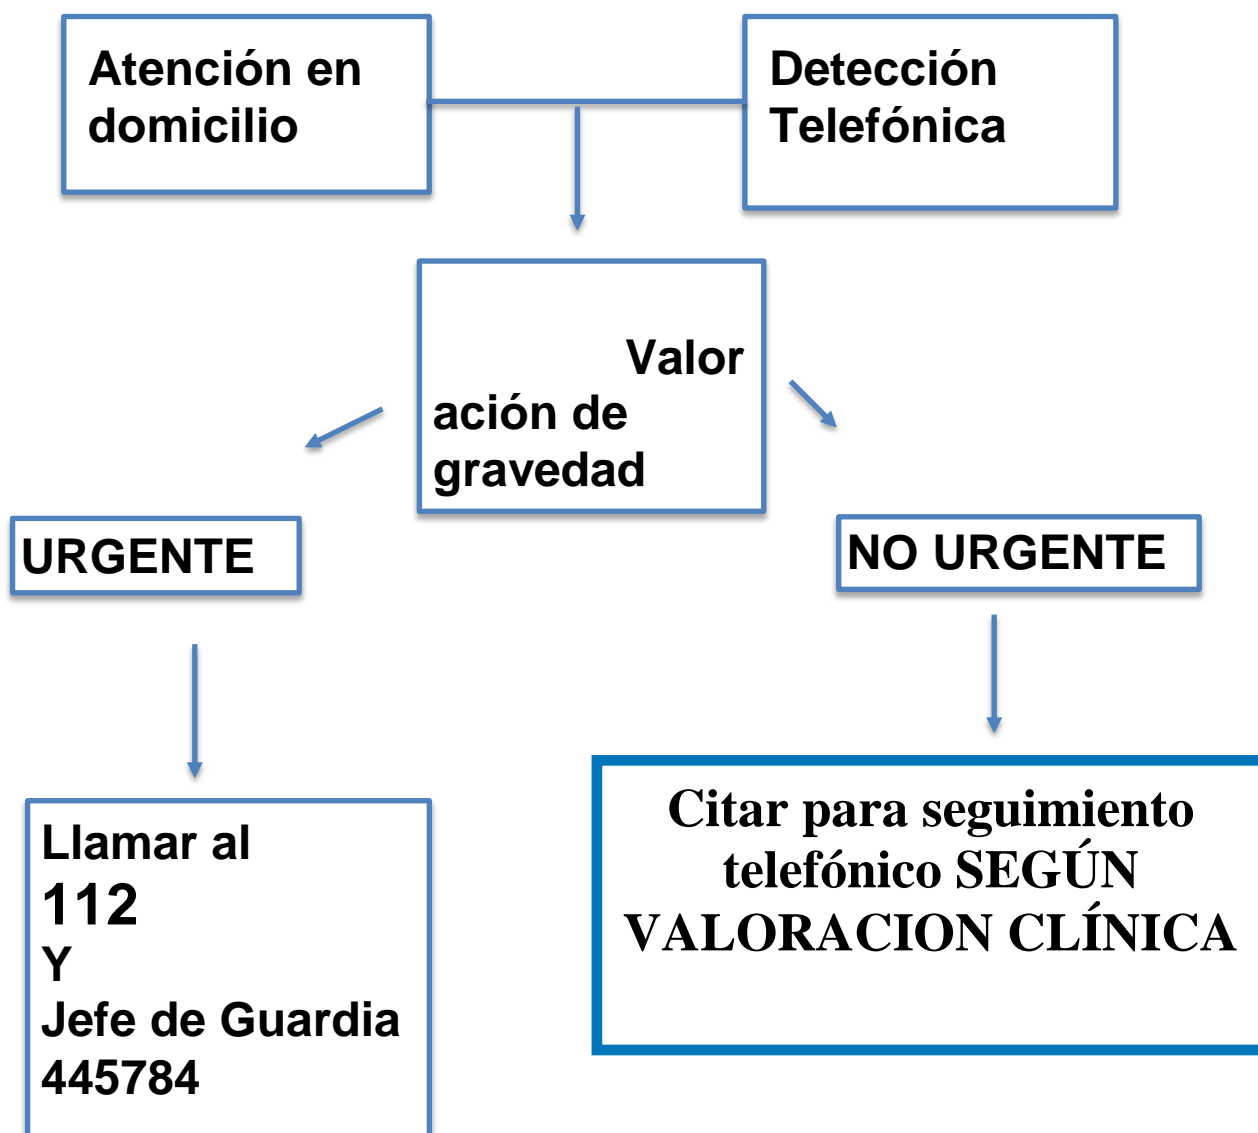 Atención en
domicilio
Detección
Telefónica
Valor
ación de
gravedad
URGENTE
NO URGENTE
Llamar al
112
Y
Jefe de Guardia
445784
Citar para seguimiento
telefónico SEGÚN
VALORACION CLÍNICA